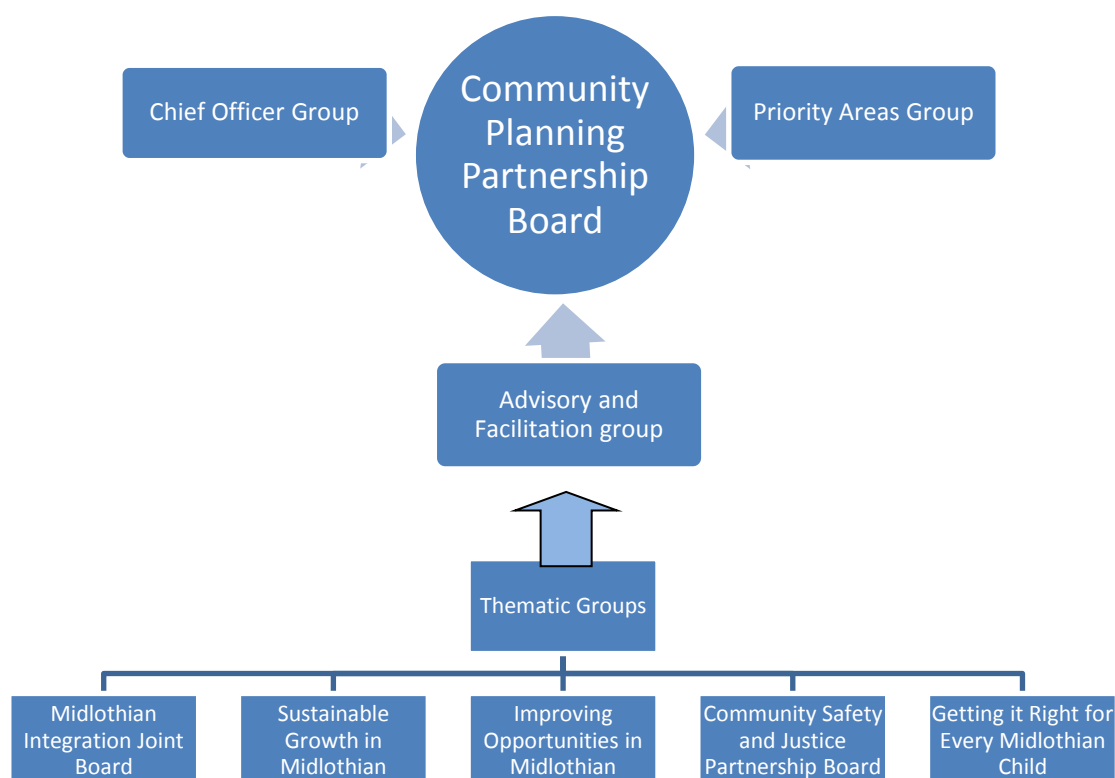 Chief Officer Group
Community
Planning
Partnership
Board
Priority Areas Group
Advisory and
Facilitation group
Thematic Groups
Midlothian
Integration Joint
Board
Sustainable
Growth in
Midlothian
Improving
Opportunities in
Midlothian
Community Safety
and Justice
Partnership Board
Getting it Right for
Every Midlothian
Child